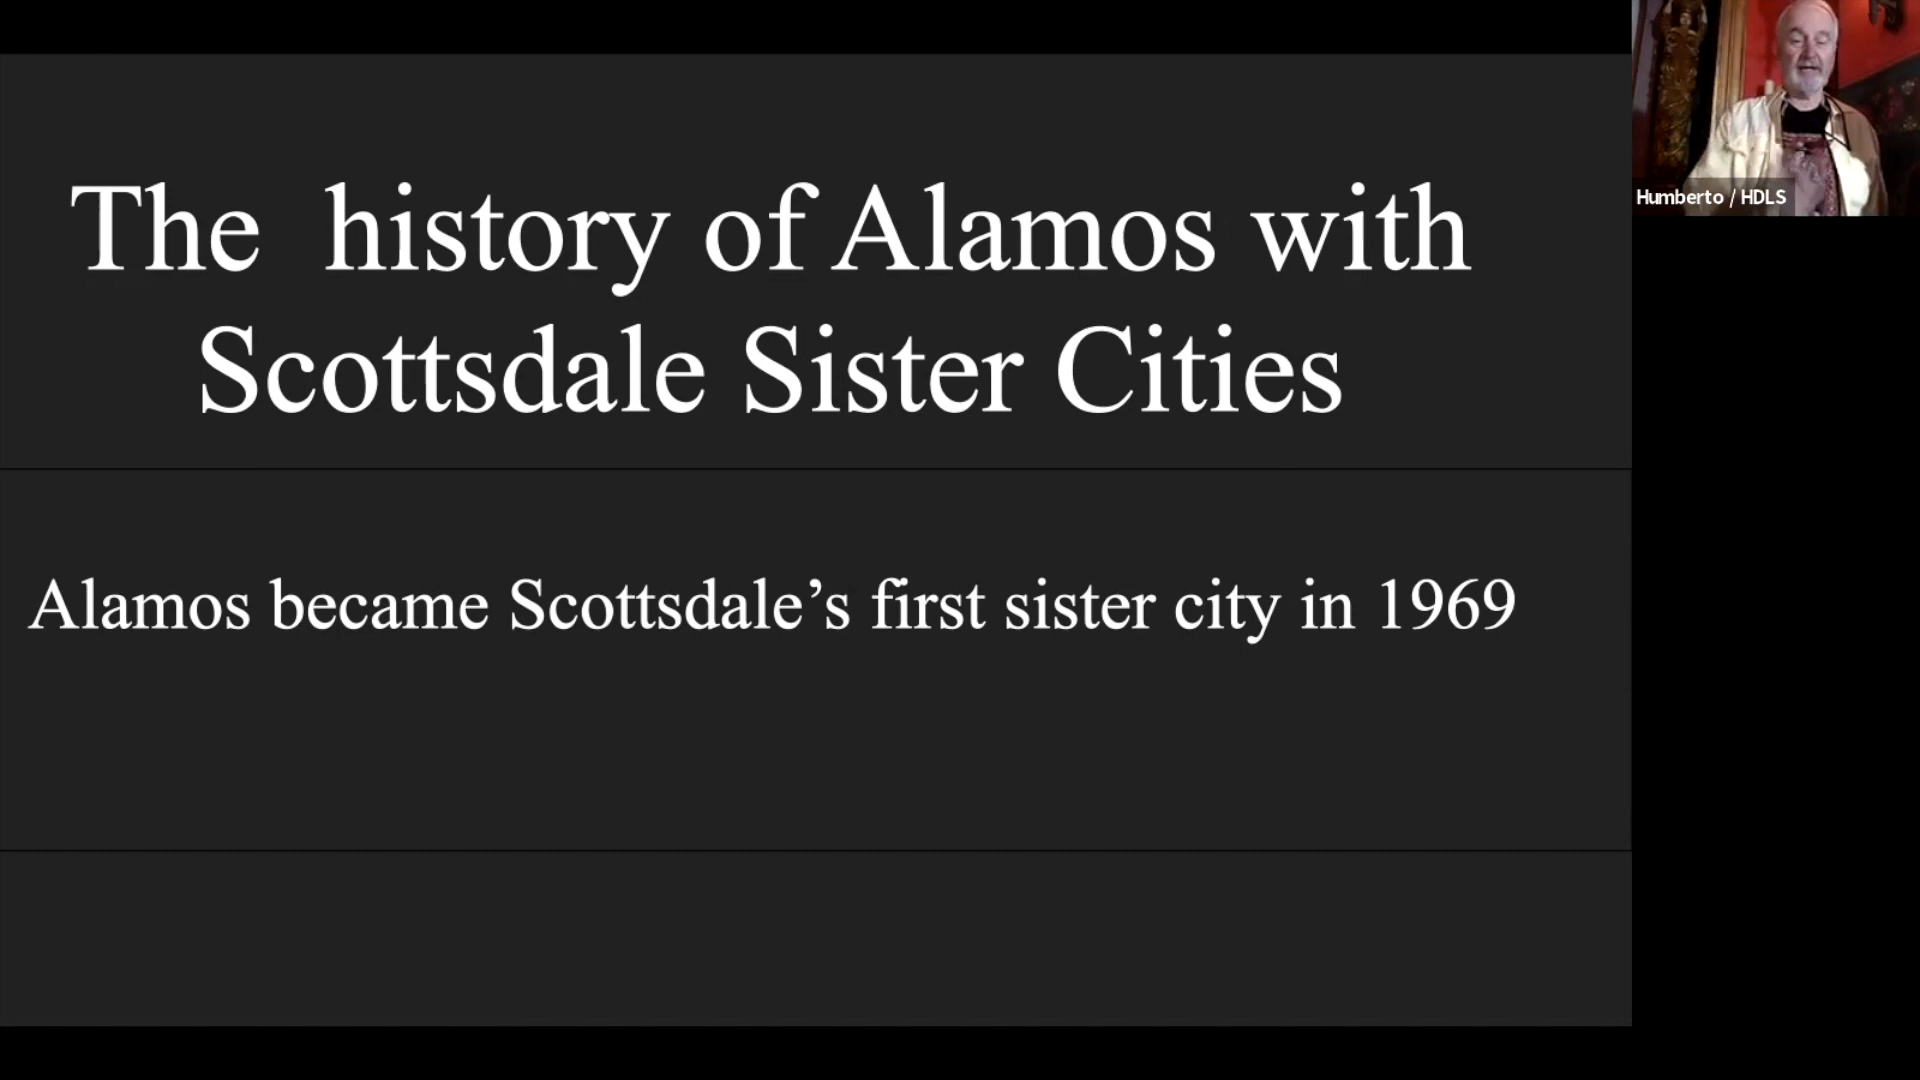 The  history of Alamos with
Scottsdale Sister Cities
Alamos became Scottsdale’s first sister city in 1969
Humberto / HDLS